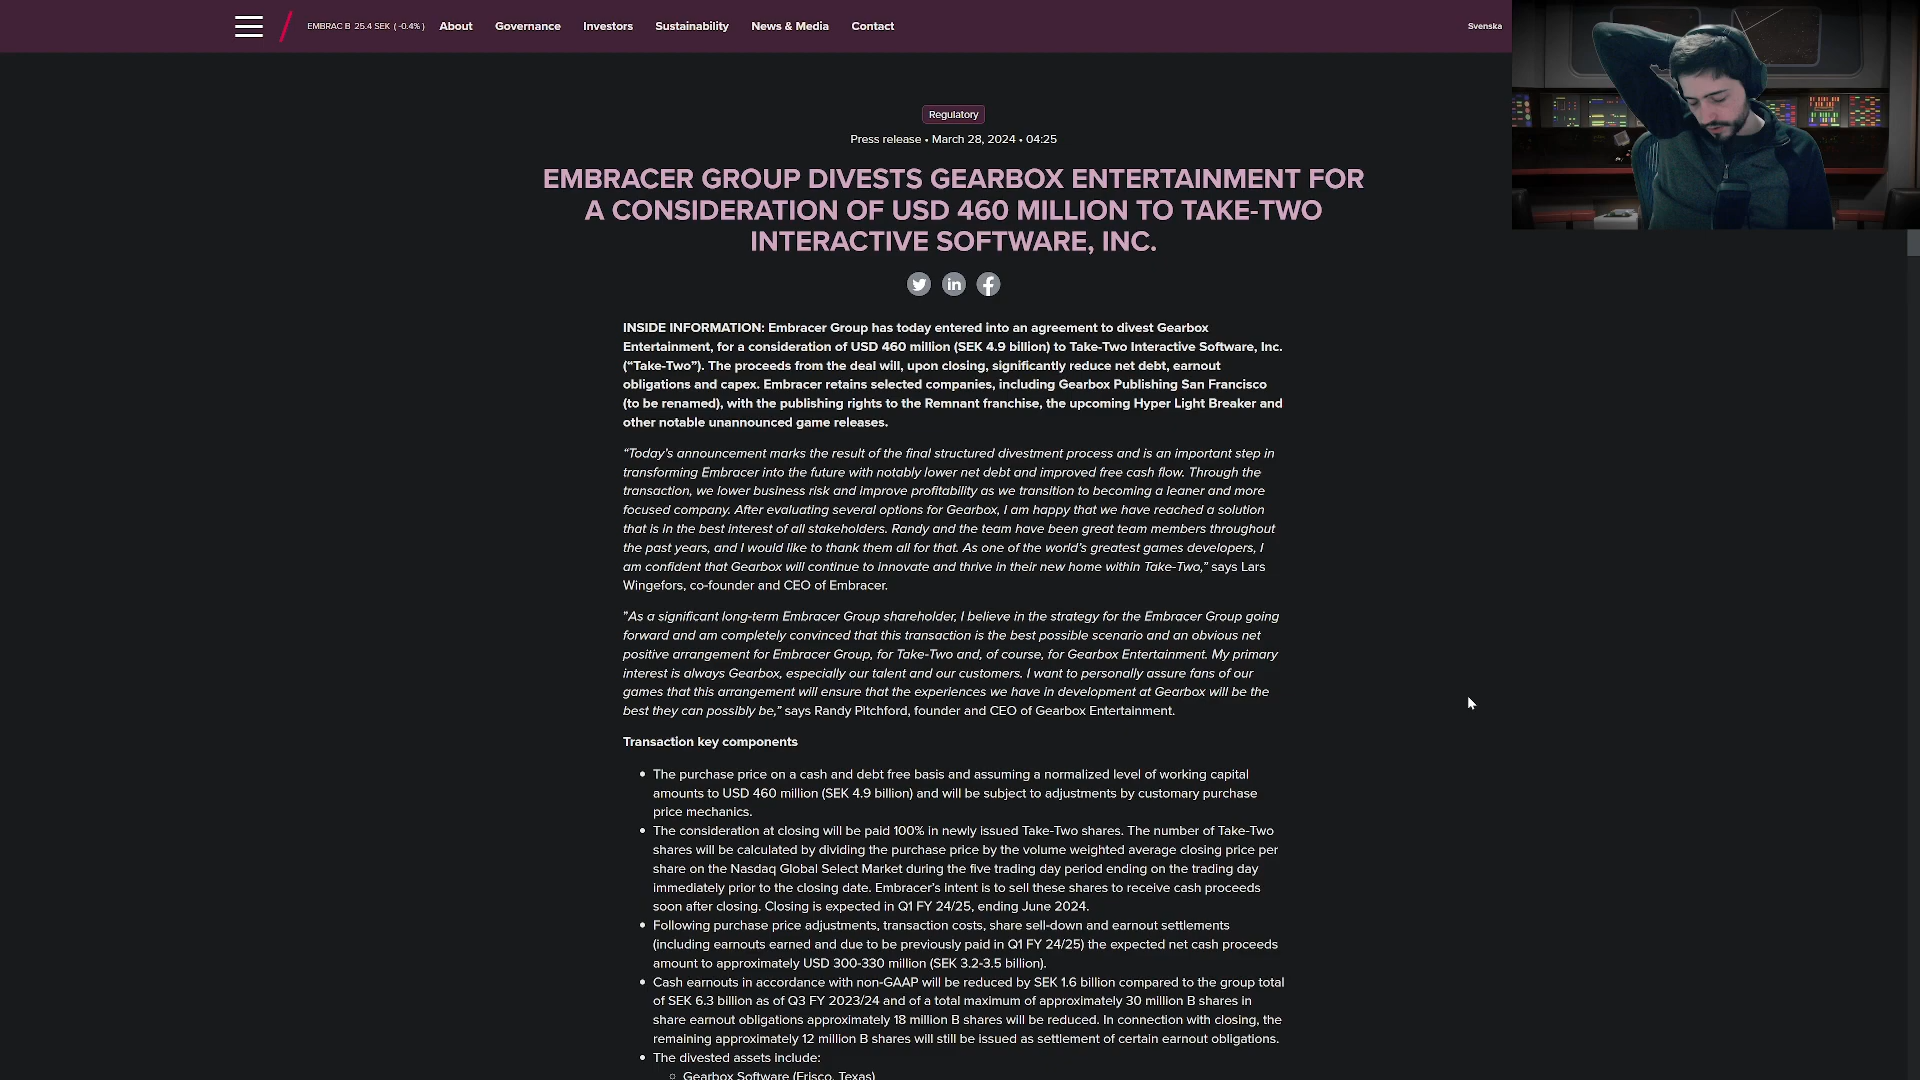 EMBRAC B 25.4 SEK ( -0.4% ) About Governance Investors Sustainability News & Media Contact Svenska
Regulatory
Press release • March 28, 2024 • 04:25
EMBRACER GROUP DIVESTS GEARBOX ENTERTAINMENT FOR
A CONSIDERATION OF USD 460 MILLION TO TAKE-TWO
INTERACTIVE SOFTWARE, INC.
INSIDE INFORMATION: Embracer Group has today entered into an agreement to divest Gearbox
Entertainment, for a consideration of USD 460 million (SEK 4.9 billion) to Take-Two Interactive Software, Inc.
(“Take-Two”). The proceeds from the deal will, upon closing, significantly reduce net debt, earnout
obligations and capex. Embracer retains selected companies, including Gearbox Publishing San Francisco
(to be renamed), with the publishing rights to the Remnant franchise, the upcoming Hyper Light Breaker and
other notable unannounced game releases.
“Today’s announcement marks the result of the final structured divestment process and is an important step in
transforming Embracer into the future with notably lower net debt and improved free cash flow. Through the
transaction, we lower business risk and improve profitability as we transition to becoming a leaner and more
focused company. After evaluating several options for Gearbox, I am happy that we have reached a solution
that is in the best interest of all stakeholders. Randy and the team have been great team members throughout
the past years, and I would like to thank them all for that. As one of the world’s greatest games developers, I
am confident that Gearbox will continue to innovate and thrive in their new home within Take-Two,” says Lars
Wingefors, co-founder and CEO of Embracer.
”As a significant long-term Embracer Group shareholder, I believe in the strategy for the Embracer Group going
forward and am completely convinced that this transaction is the best possible scenario and an obvious net
positive arrangement for Embracer Group, for Take-Two and, of course, for Gearbox Entertainment. My primary
interest is always Gearbox, especially our talent and our customers. I want to personally assure fans of our
games that this arrangement will ensure that the experiences we have in development at Gearbox will be the
best they can possibly be,” says Randy Pitchford, founder and CEO of Gearbox Entertainment.
Transaction key components
• The purchase price on a cash and debt free basis and assuming a normalized level of working capital
amounts to USD 460 million (SEK 4.9 billion) and will be subject to adjustments by customary purchase
price mechanics.
• The consideration at closing will be paid 100% in newly issued Take-Two shares. The number of Take-Two
shares will be calculated by dividing the purchase price by the volume weighted average closing price per
share on the Nasdaq Global Select Market during the five trading day period ending on the trading day
immediately prior to the closing date. Embracer’s intent is to sell these shares to receive cash proceeds
soon after closing. Closing is expected in Q1 FY 24/25, ending June 2024.
• Following purchase price adjustments, transaction costs, share sell-down and earnout settlements
(including earnouts earned and due to be previously paid in Q1 FY 24/25) the expected net cash proceeds
amount to approximately USD 300-330 million (SEK 3.2-3.5 billion).
• Cash earnouts in accordance with non-GAAP will be reduced by SEK 1.6 billion compared to the group total
of SEK 6.3 billion as of Q3 FY 2023/24 and of a total maximum of approximately 30 million B shares in
share earnout obligations approximately 18 million B shares will be reduced. In connection with closing, the
remaining approximately 12 million B shares will still be issued as settlement of certain earnout obligations.
• The divested assets include:
○ Gearbox Software (Frisco, Texas)